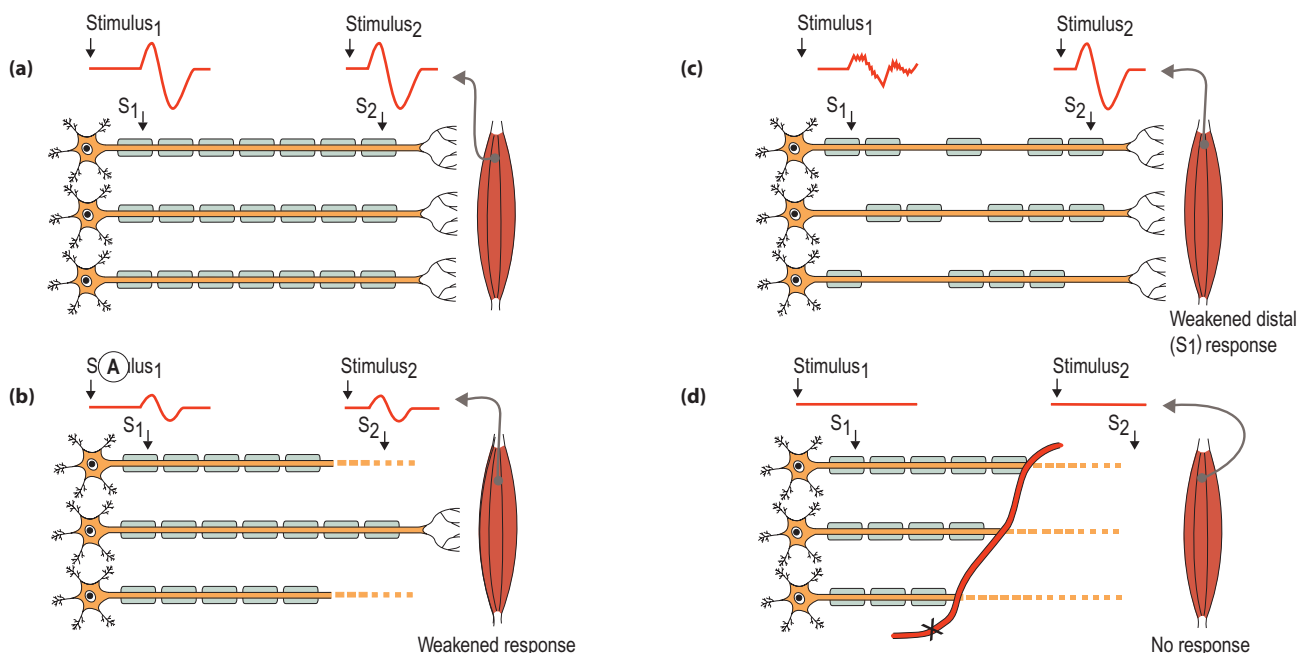 (a)
Stimulus1
Stimulus2
S1
S2
(b)
S A ulus1
Stimulus2
S1
S2
Weakened response
(c)
Stimulus1
Stimulus2
S1
S2
Weakened distal
(S1) response
(d)
Stimulus1
Stimulus2
S1
S2
No response